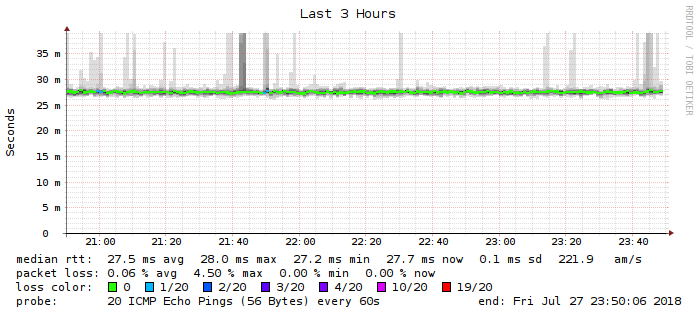 Last 3 Hours
RRDTOOL / TOBI OETIKER
Seconds
35 m
30 m
25 m
20 m
15 m
10 m
5 m
0
21:00 21:20 21:40 22:00 22:20 22:40 23:00 23:20 23:40
median rtt: 27.5 ms avg 28.0 ms max 27.2 ms min 27.7 ms now 0.1 ms sd 221.9 am/s
packet loss: 0.06 % avg 4.50 % max 0.00 % min 0.00 % now
loss color: 0 1/20 2/20 3/20 4/20 10/20 19/20
probe: 20 ICMP Echo Pings (56 Bytes) every 60s end: Fri Jul 27 23:50:06 2018